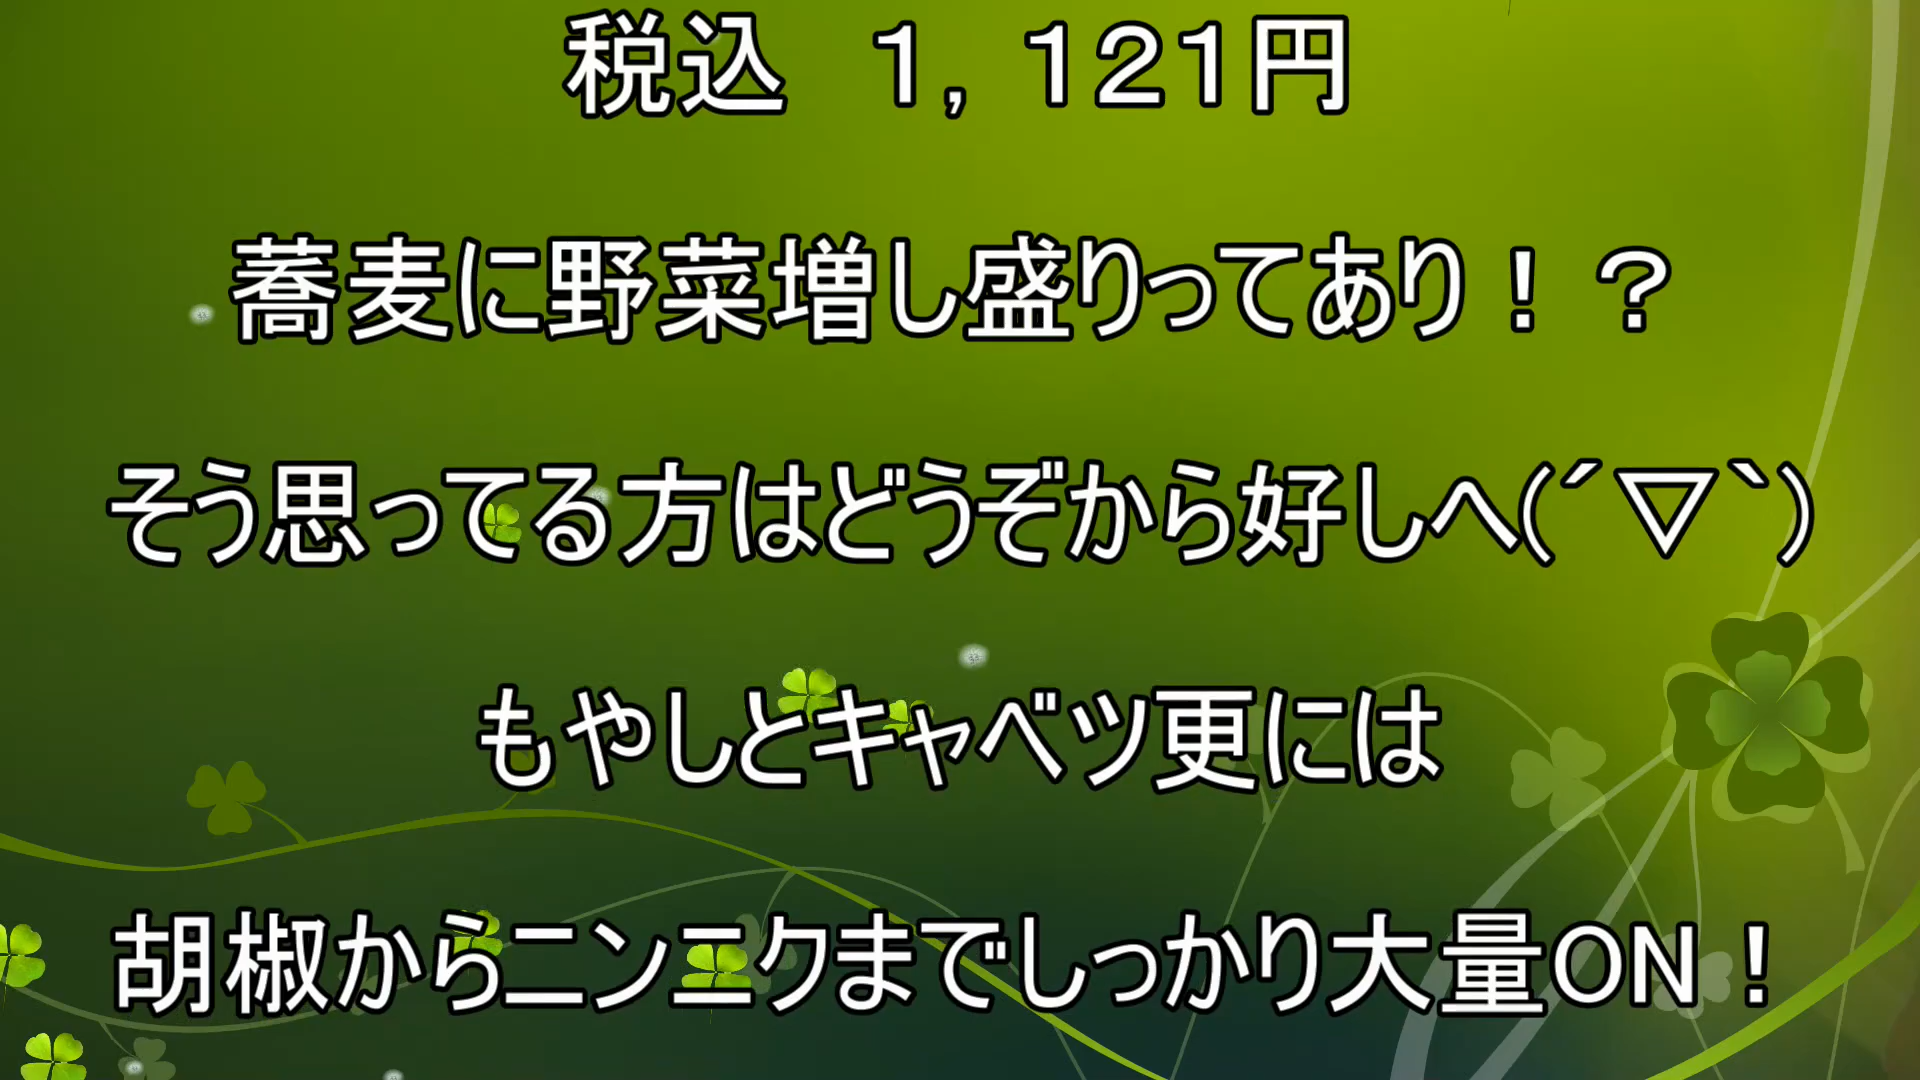 税込　１，１２１円
蕎麦に野菜増し盛りってあり！？
そう思ってる方はどうぞから好しへ(´▽`)
もやしとキャベツ更には
胡椒からニンニクまでしっかり大量ON！